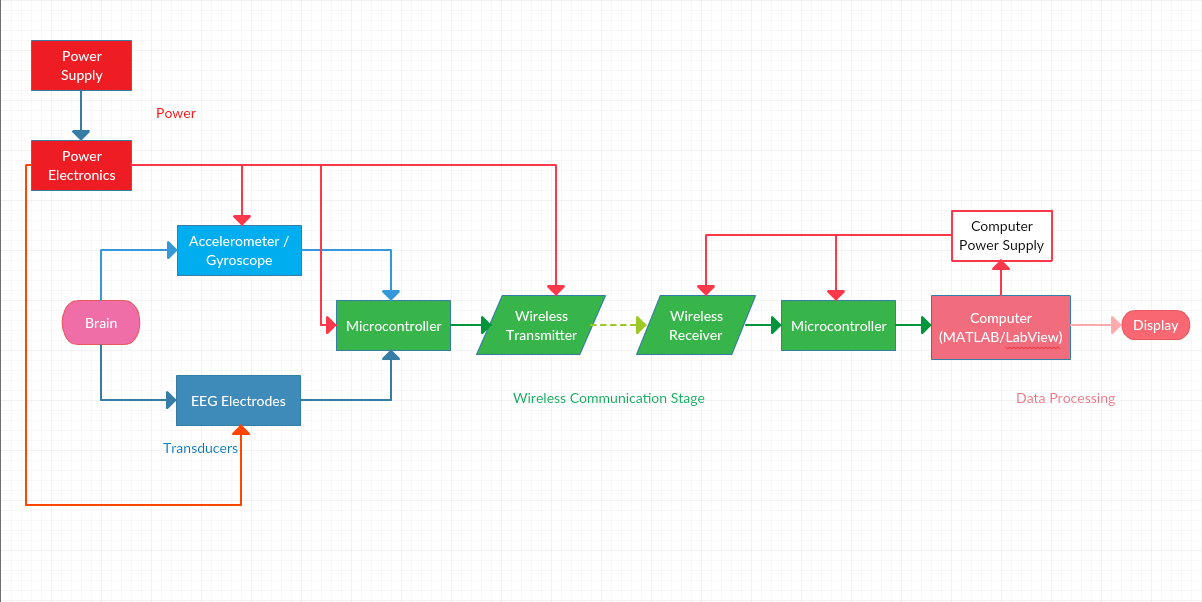 Power
Supply
Power
Power
Electronics
Accelerometer /
Gyroscope
Computer
Power Supply
Brain
Microcontroller
Wireless
Transmitter
Wireless
Receiver
Microcontroller
Computer
(MATLAB/LabView)
Display
EEG Electrodes
Wireless Communication Stage
Data Processing
Transducers